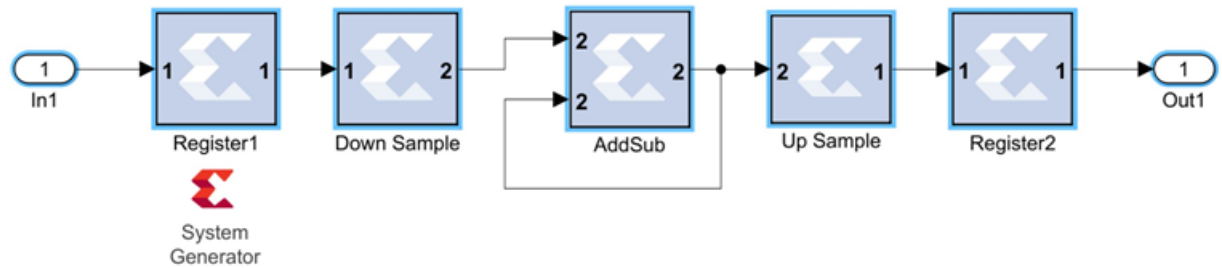 1
In1
1 1
Register1
1 2
Down Sample
2
2
2
AddSub
2 1
Up Sample
1 1
Register2
1
Out1
System
Generator